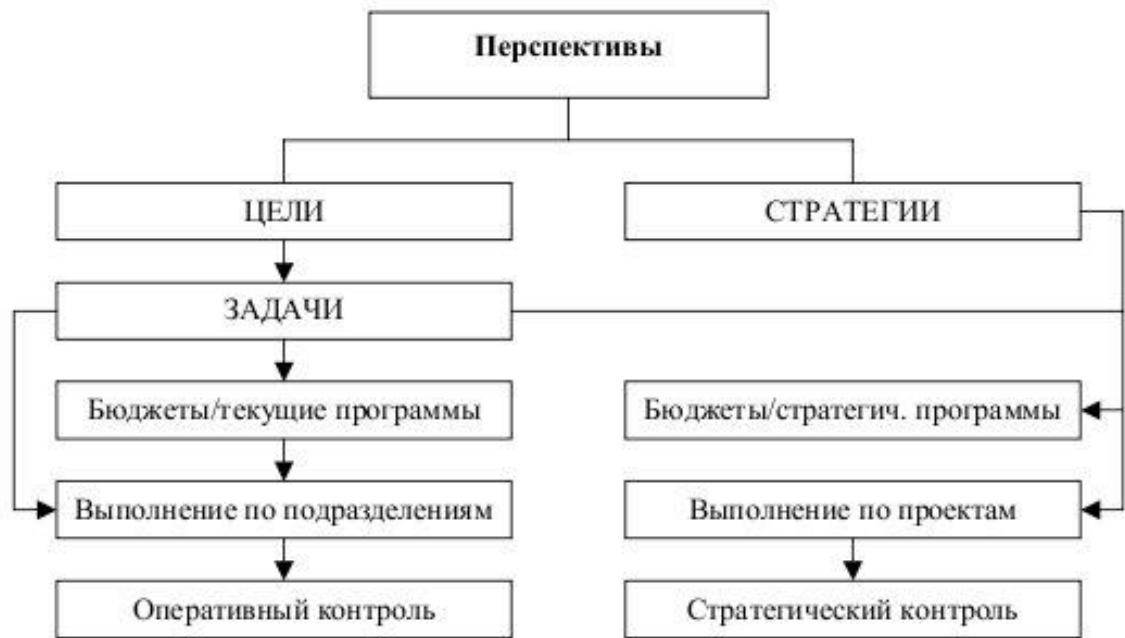 Перспективы
ЦЕЛИ
СТРАТЕГИИ
ЗАДАЧИ
Бюджеты/текущие программы
Бюджеты/стратегич. программы
Выполнение по подразделениям
Выполнение по проектам
Оперативный контроль
Стратегический контроль